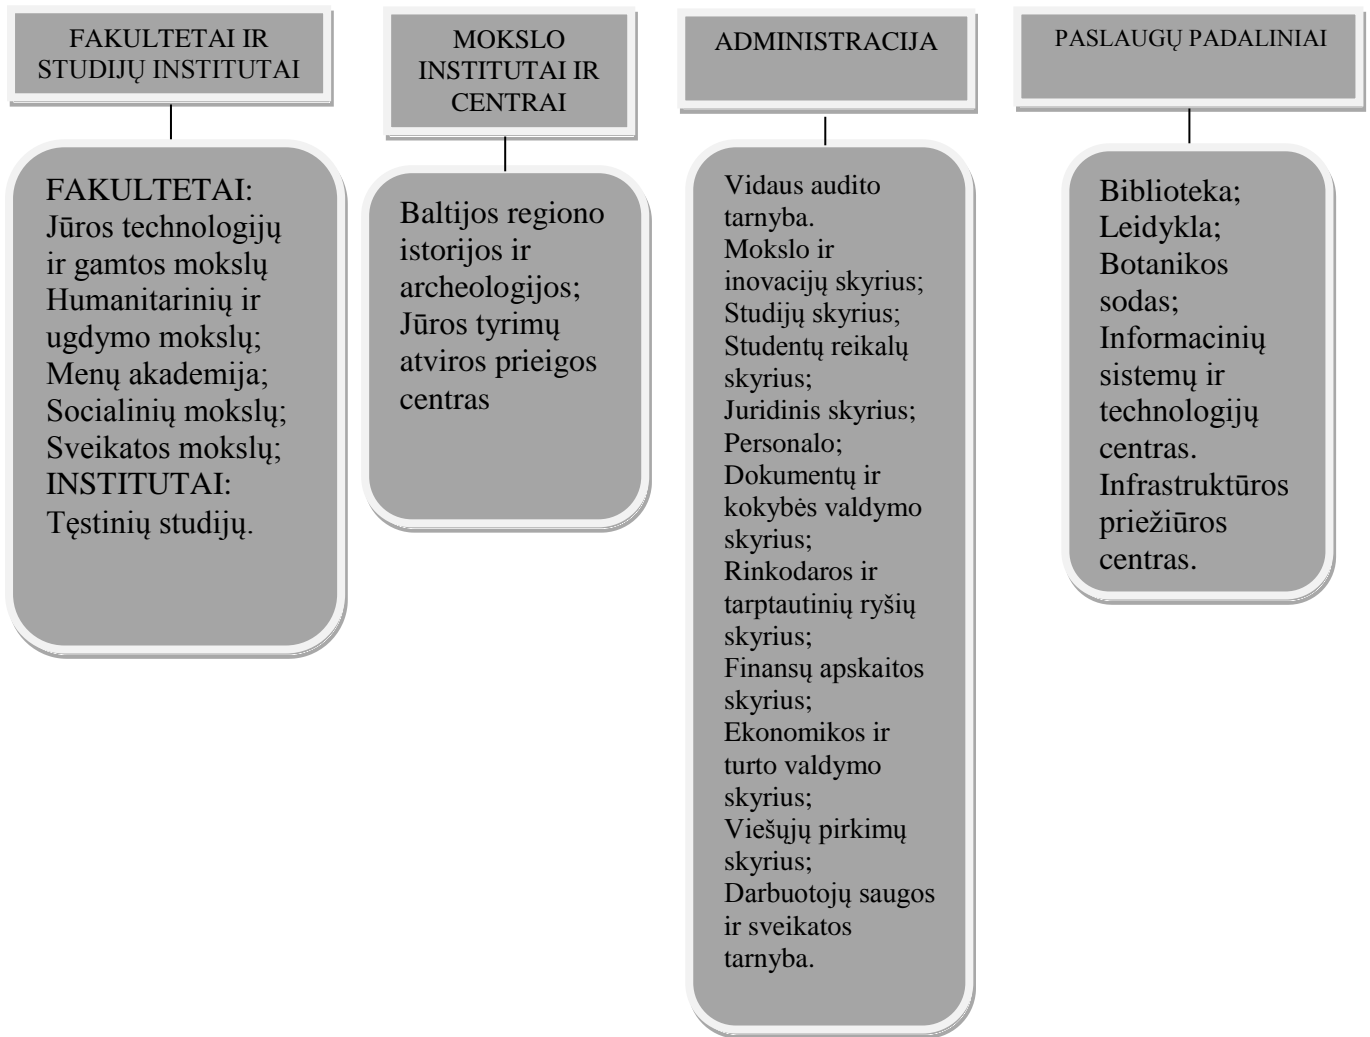 FAKULTETAI IR
STUDIJŲ INSTITUTAI
FAKULTETAI:
Jūros technologijų
ir gamtos mokslų
Humanitarinių ir
ugdymo mokslų;
Menų akademija;
Socialinių mokslų;
Sveikatos mokslų;
INSTITUTAI:
Tęstinių studijų.
MOKSLO
INSTITUTAI IR
CENTRAI
Baltijos regiono
istorijos ir
archeologijos;
Jūros tyrimų
atviros prieigos
centras
ADMINISTRACIJA
Vidaus audito
tarnyba.
Mokslo ir
inovacijų skyrius;
Studijų skyrius;
Studentų reikalų
skyrius;
Juridinis skyrius;
Personalo;
Dokumentų ir
kokybės valdymo
skyrius;
Rinkodaros ir
tarptautinių ryšių
skyrius;
Finansų apskaitos
skyrius;
Ekonomikos ir
turto valdymo
skyrius;
Viešųjų pirkimų
skyrius;
Darbuotojų saugos
ir sveikatos
tarnyba.
PASLAUGŲ PADALINIAI
Biblioteka;
Leidykla;
Botanikos
sodas;
Informacinių
sistemų ir
technologijų
centras.
Infrastruktūros
priežiūros
centras.